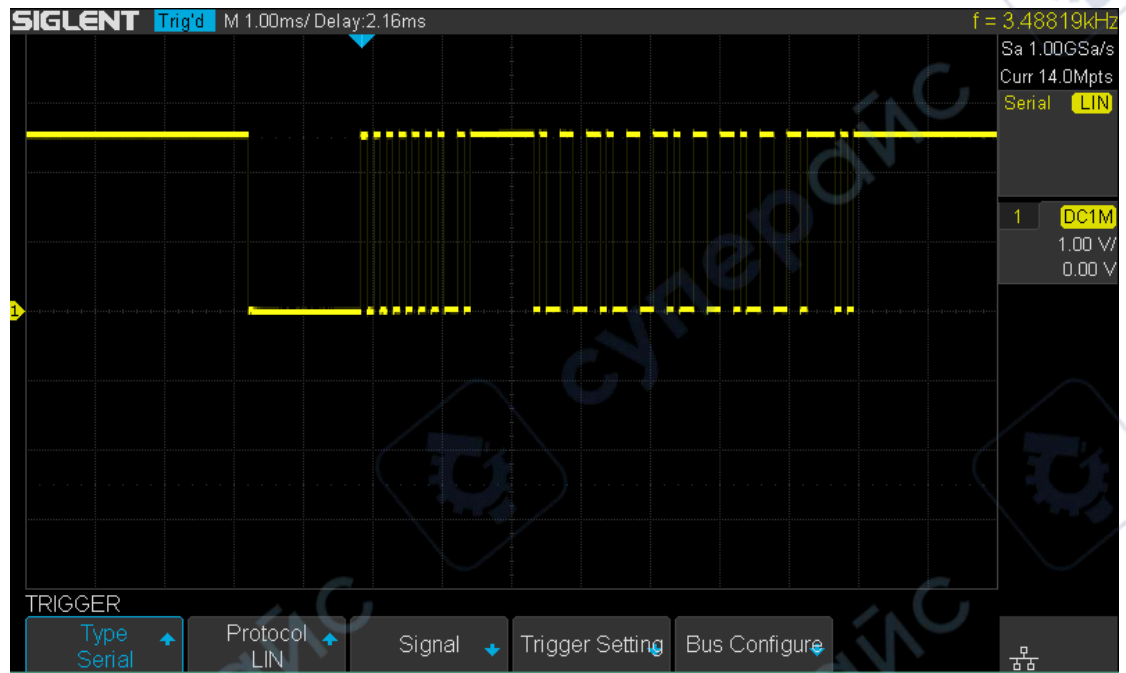 SIGLENT Trig'd M 1.00ms/ Delay:2.16ms f = 3.48819kHz
Sa 1.00GSa/s
Curr 14.0Mpts
Serial LIN
1 DC1M
1.00 V/
0.00 V
1
TRIGGER
Type Serial
Protocol LIN
Signal
Trigger Setting
Bus Configure
суперайс